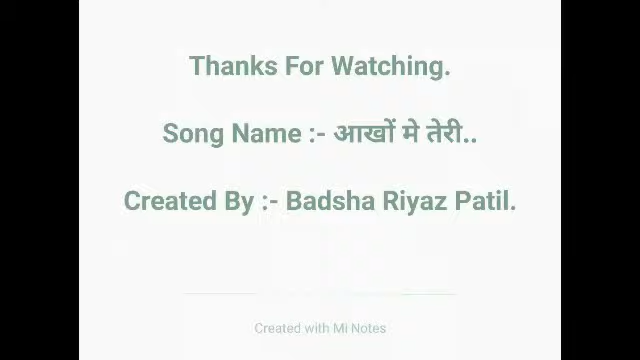 Thanks For Watching.
Song Name :- आखों मे तेरी..
Created By :- Badsha Riyaz Patil.
Created with Mi Notes